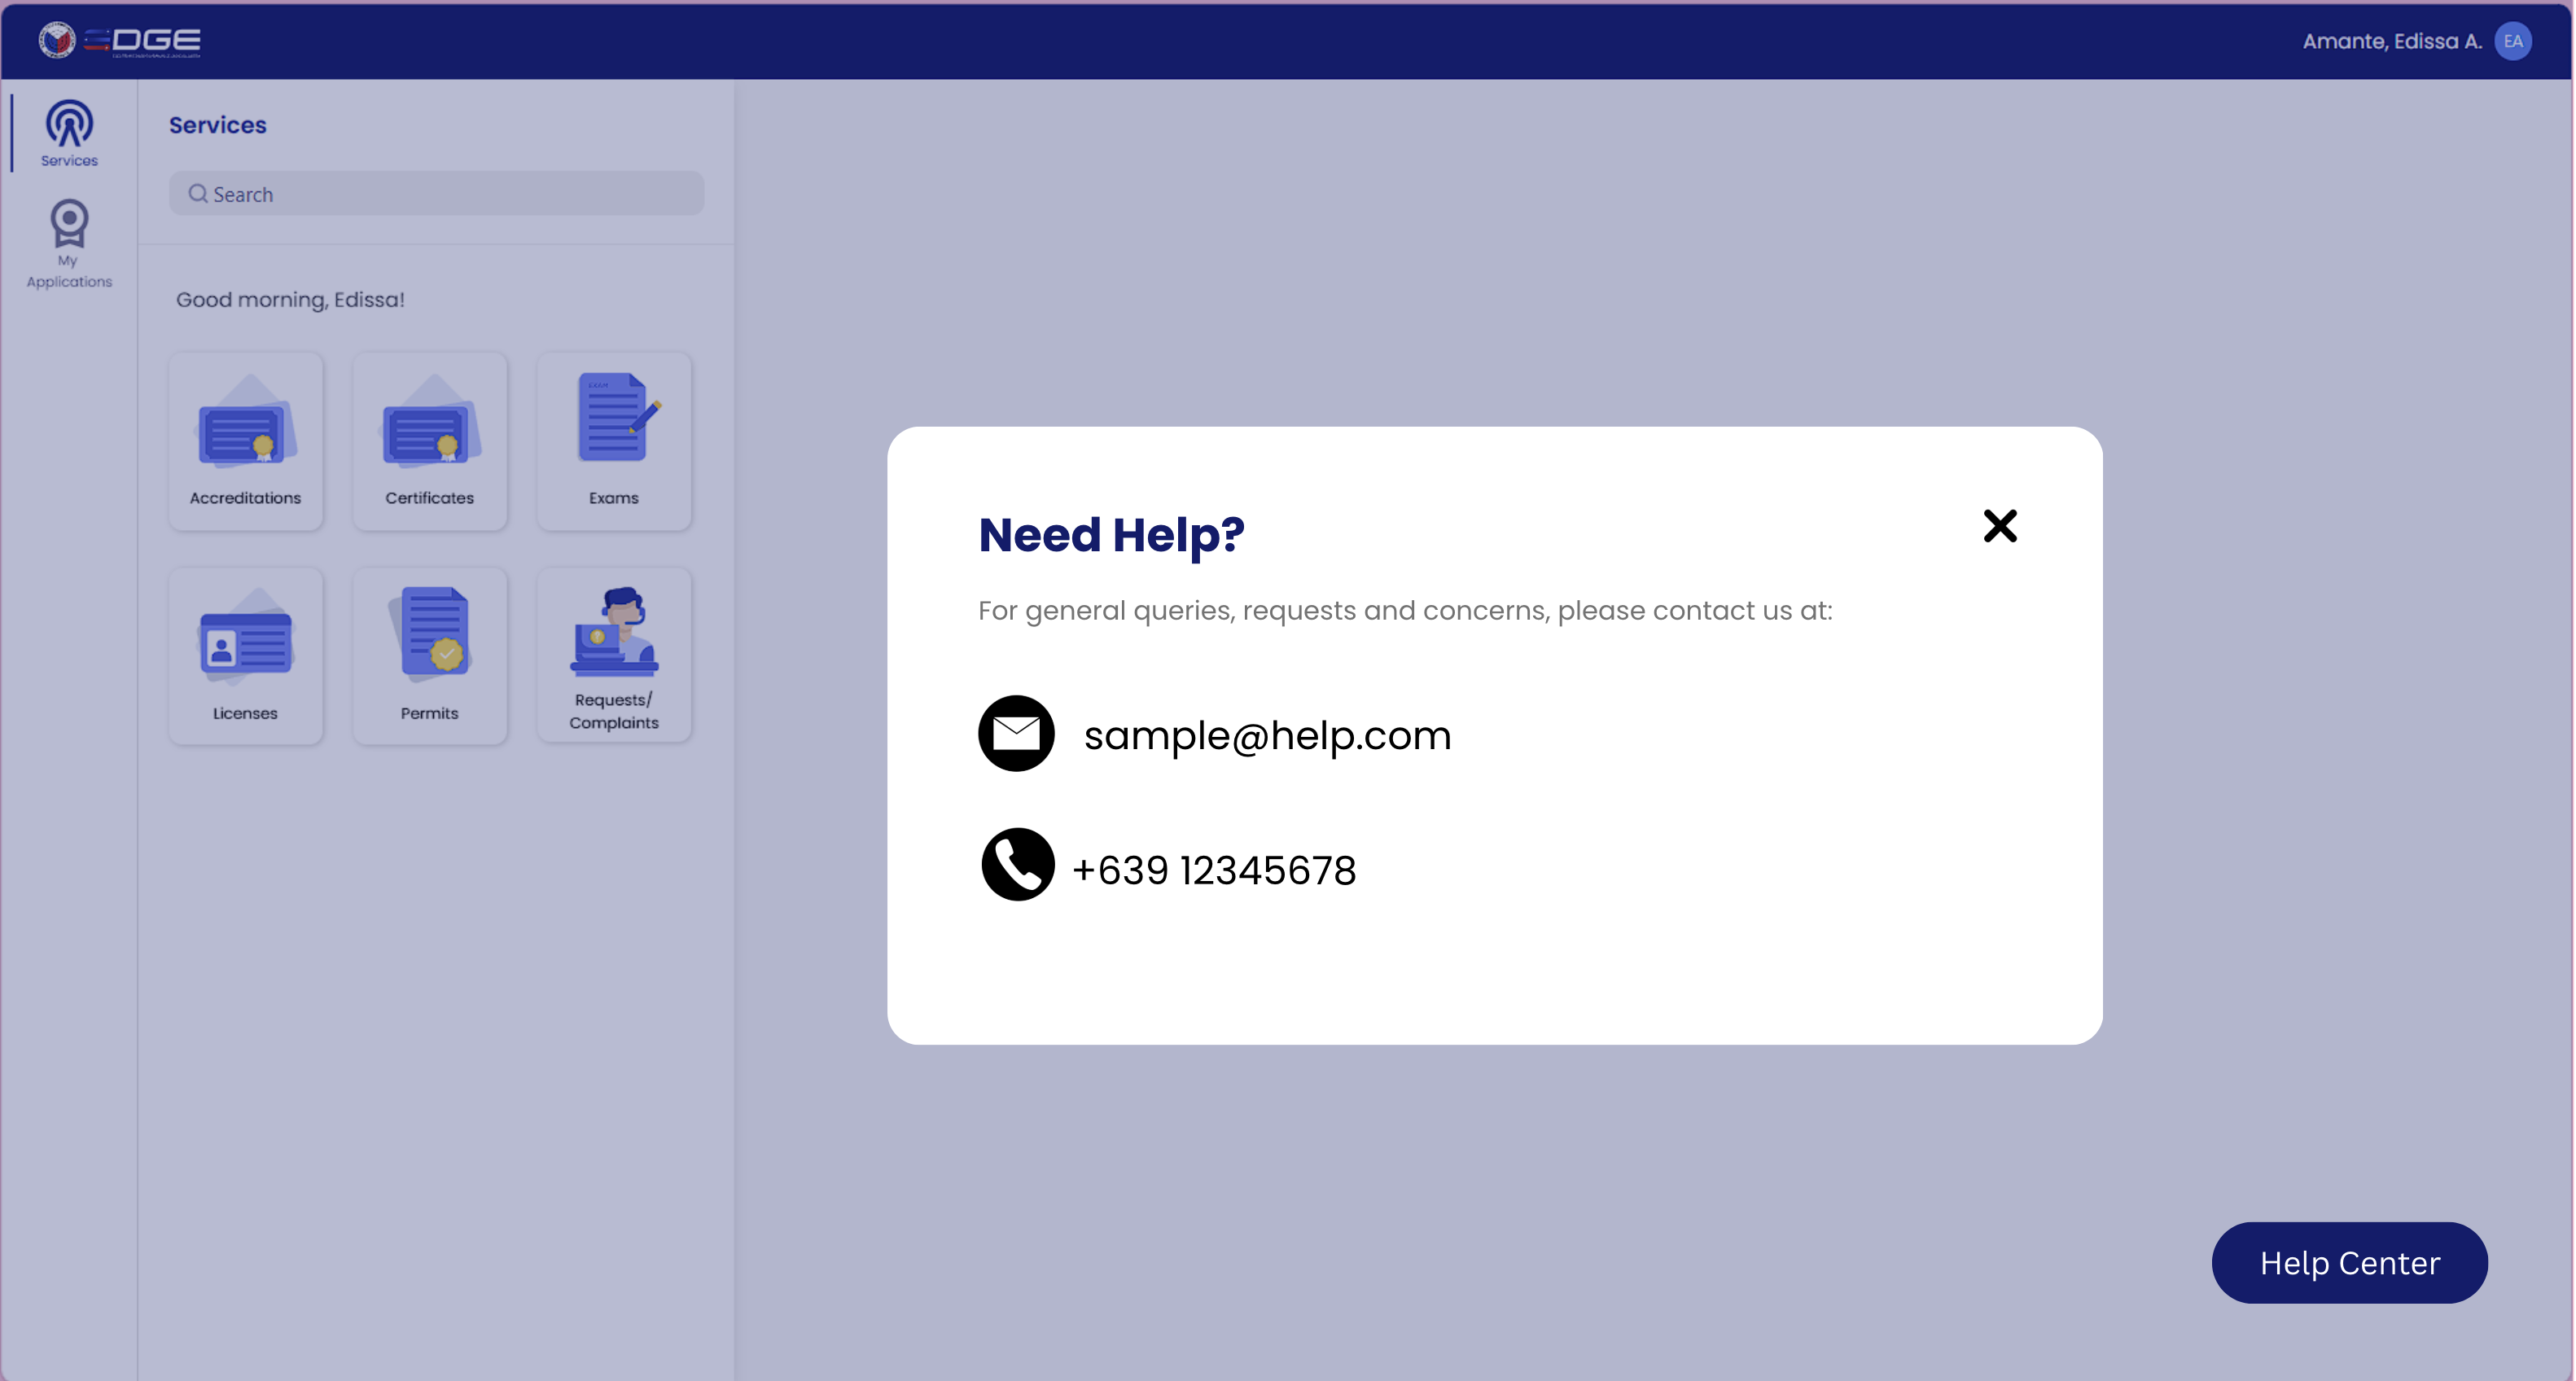 EDGE
Amante, Edissa A. EA
Services
My
Applications
Services
Search
Good morning, Edissa!
Accreditations
Certificates
EXAM
Exams
Licenses
Permits
Requests/
Complaints
Need Help?
For general queries, requests and concerns, please contact us at:
sample@help.com
+639 12345678
Help Center